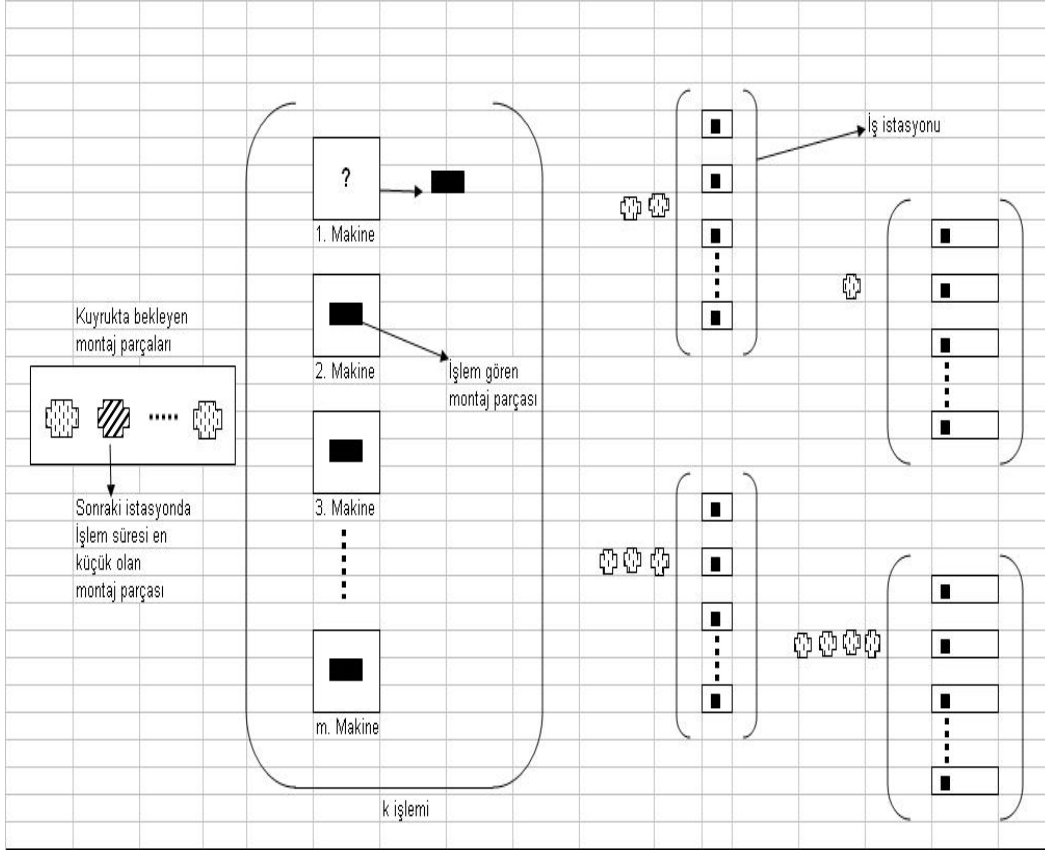 İş istasyonu
?
1. Makine
Kuyrukta bekleyen
montaj parçaları
2. Makine
İşlem gören
montaj parçası
Sonraki istasyonda
İşlem süresi en
küçük olan
montaj parçası
3. Makine
m. Makine
k işlemi